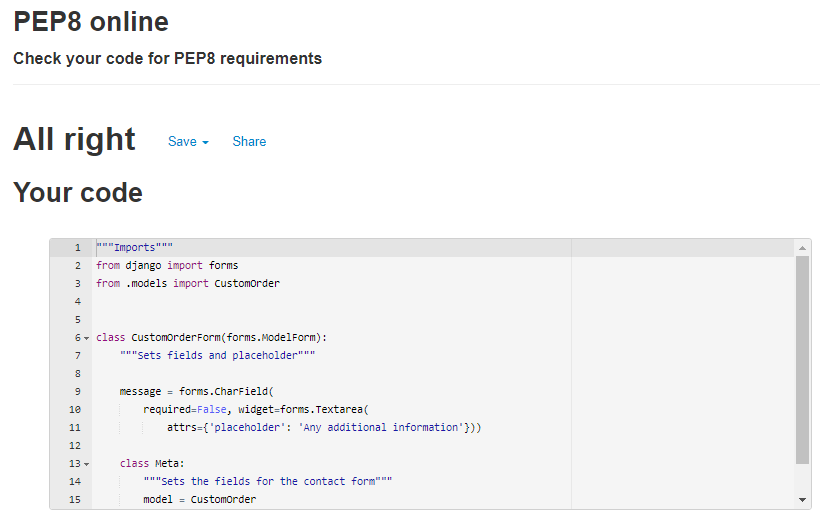 PEP8 online
Check your code for PEP8 requirements
All right Save Share
Your code
1 """Imports"""
2 from django import forms
3 from .models import CustomOrder
4
5
6 class CustomOrderForm(forms.ModelForm):
7 """Sets fields and placeholder"""
8
9 message = forms.CharField(
10 required=False, widget=forms.Textarea(
11 attrs={'placeholder': 'Any additional information'}))
12
13 class Meta:
14 """Sets the fields for the contact form"""
15 model = CustomOrder